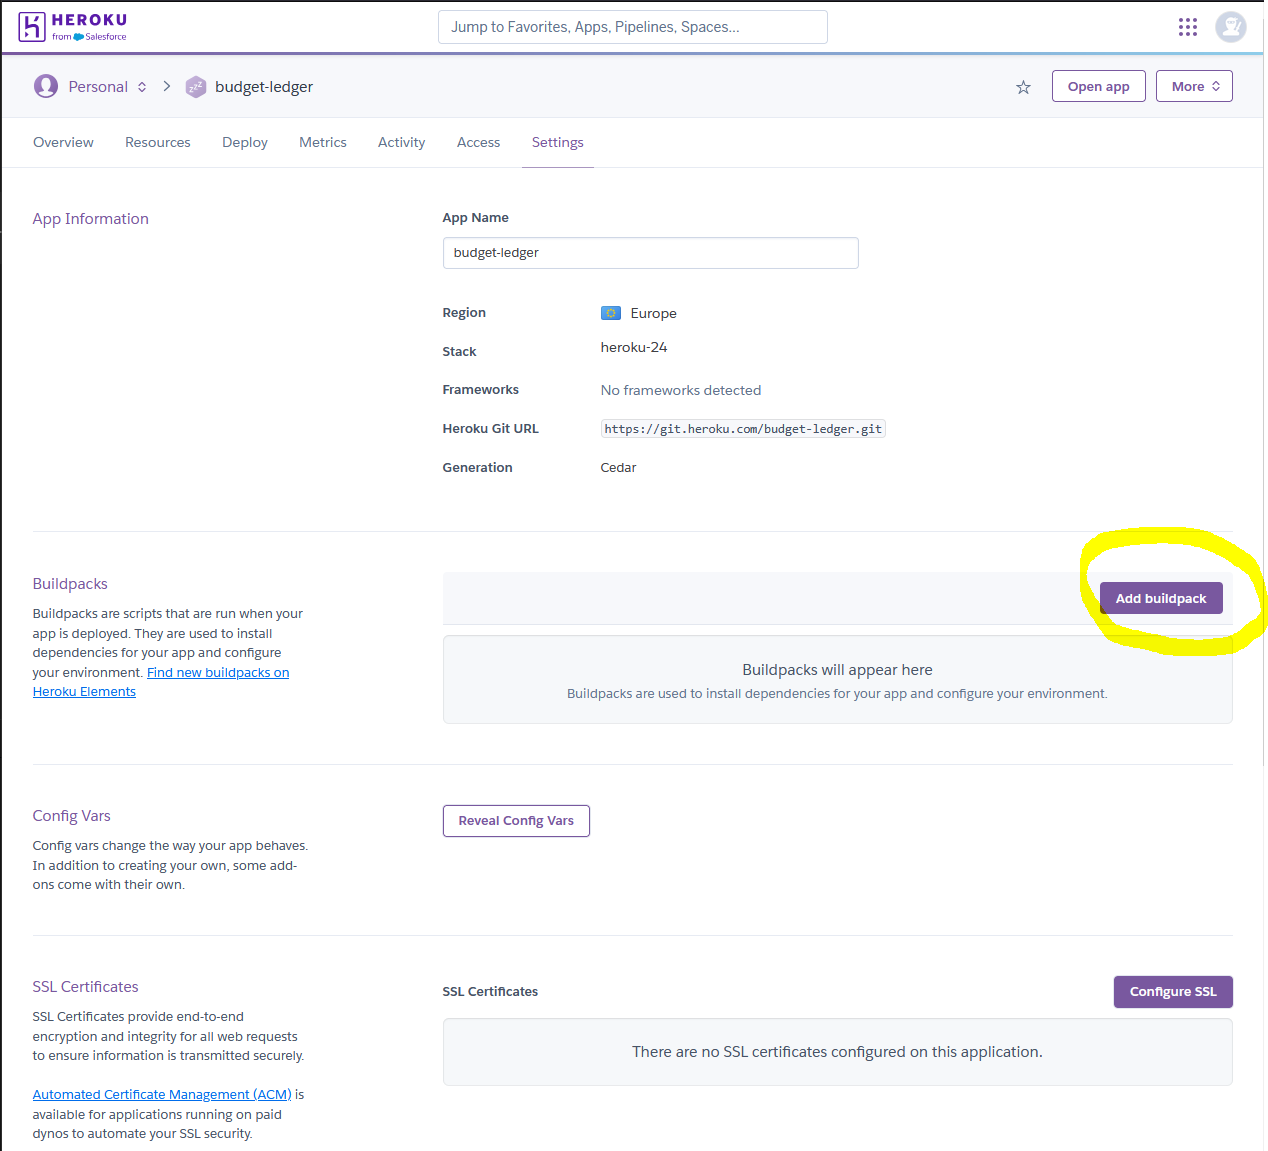 HEROKU
from Salesforce
Jump to Favorites, Apps, Pipelines, Spaces...
Personal
budget-ledger
Open app
More
Overview
Resources
Deploy
Metrics
Activity
Access
Settings
App Information
App Name
budget-ledger
Region
Europe
Stack
heroku-24
Frameworks
No frameworks detected
Heroku Git URL
https://git.heroku.com/budget-ledger.git
Generation
Cedar
Buildpacks
Buildpacks are scripts that are run when your
app is deployed. They are used to install
dependencies for your app and configure
your environment. Find new buildpacks on
Heroku Elements
Add buildpack
Buildpacks will appear here
Buildpacks are used to install dependencies for your app and configure your environment.
Config Vars
Config vars change the way your app behaves.
In addition to creating your own, some add-
ons come with their own.
Reveal Config Vars
SSL Certificates
SSL Certificates provide end-to-end
encryption and integrity for all web requests
to ensure information is transmitted securely.
Automated Certificate Management (ACM) is
available for applications running on paid
dynos to automate your SSL security.
SSL Certificates
Configure SSL
There are no SSL certificates configured on this application.